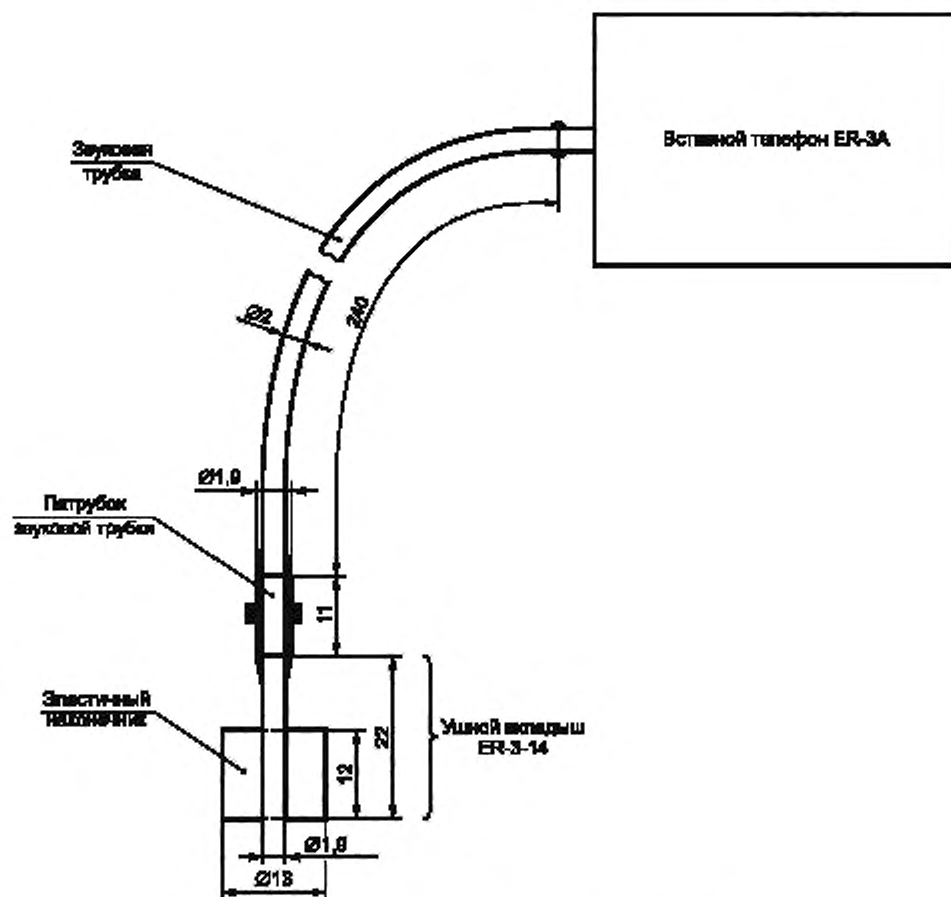 Вставной телефон ER-3A
Звуковая
трубка
Ø2
240
Ø1,9
Патрубок
звуковой трубки
11
Эластичный
наконечник
22
12
Ушной вкладыш
ER-3-14
Ø1,9
Ø13